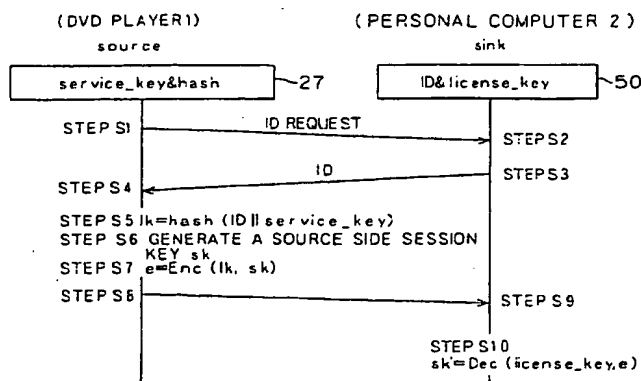 (DVD PLAYER1)
(PERSONAL COMPUTER 2)
source
sink
service_key&hash
27
ID&license_key
50
STEP S1
ID REQUEST
STEP S2
ID
STEP S3
STEP S4
STEP S5 lk=hash (ID || service_key)
STEP S6 GENERATE A SOURCE SIDE SESSION
KEY sk
STEP S7 e=Enc (lk, sk)
STEP S8
STEP S9
STEP S10
sk'=Dec (license_key,e)